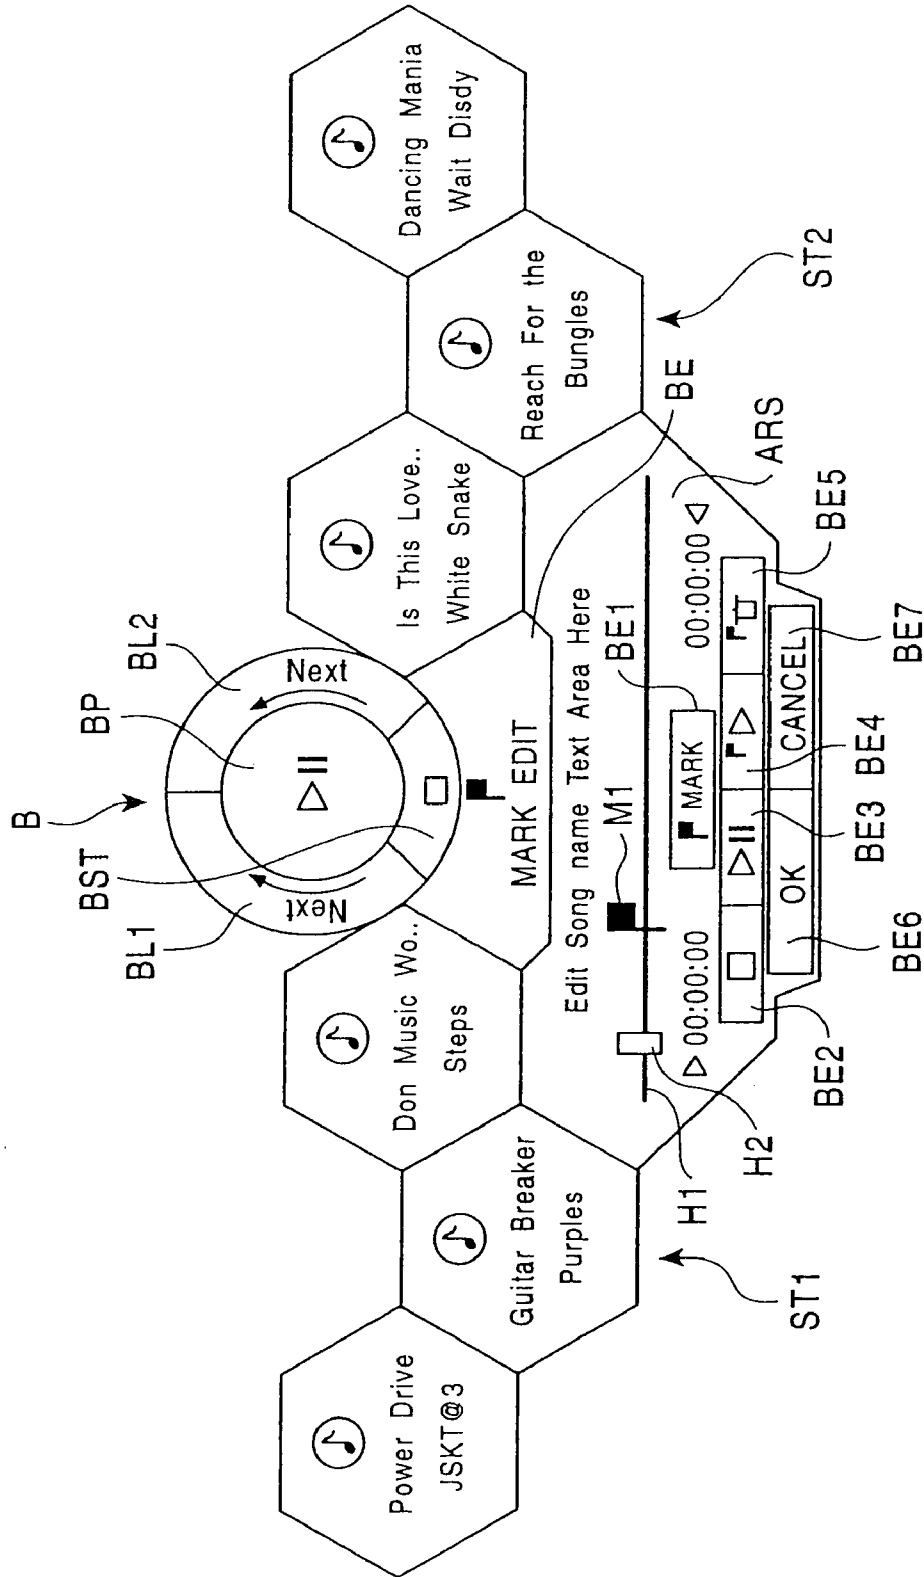 B
BP
BST
BL2
BL1
Next
Next
MARK EDIT
Power Drive
JSKT@3
Guitar Breaker
Purples
Don Music Wo..
Steps
Is This Love..
White Snake
Reach For the
Bungles
Dancing Mania
Wait Disdy
Edit Song name Text Area Here
BE
M1
BE1
MARK
00:00:00
00:00:00
OK
CANCEL
ST1
H1
H2
BE2
BE6
BE3
BE4
BE7
BE5
ARS
ST2